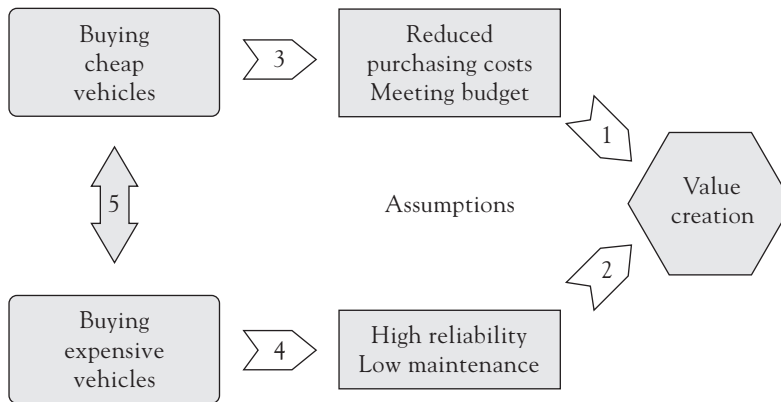 Buying
cheap
vehicles
3
Reduced
purchasing costs
Meeting budget
1
5
Assumptions
Value
creation
2
Buying
expensive
vehicles
4
High reliability
Low maintenance